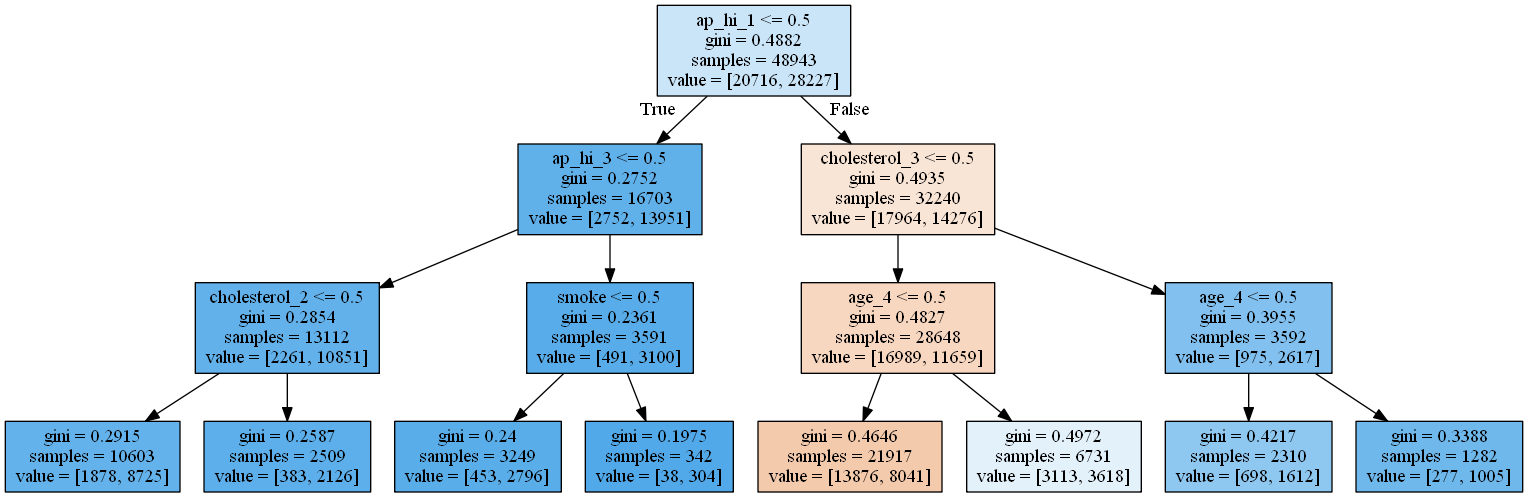 ap_hi_1 <= 0.5
gini = 0.4882
samples = 48943
value = [20716, 28227]
True
False
ap_hi_3 <= 0.5
gini = 0.2752
samples = 16703
value = [2752, 13951]
cholesterol_3 <= 0.5
gini = 0.4935
samples = 32240
value = [17964, 14276]
cholesterol_2 <= 0.5
gini = 0.2854
samples = 13112
value = [2261, 10851]
smoke <= 0.5
gini = 0.2361
samples = 3591
value = [491, 3100]
age_4 <= 0.5
gini = 0.4827
samples = 28648
value = [16989, 11659]
age_4 <= 0.5
gini = 0.3955
samples = 3592
value = [975, 2617]
gini = 0.2915
samples = 10603
value = [1878, 8725]
gini = 0.2587
samples = 2509
value = [383, 2126]
gini = 0.24
samples = 3249
value = [453, 2796]
gini = 0.1975
samples = 342
value = [38, 304]
gini = 0.4646
samples = 21917
value = [13876, 8041]
gini = 0.4972
samples = 6731
value = [3113, 3618]
gini = 0.4217
samples = 2310
value = [698, 1612]
gini = 0.3388
samples = 1282
value = [277, 1005]